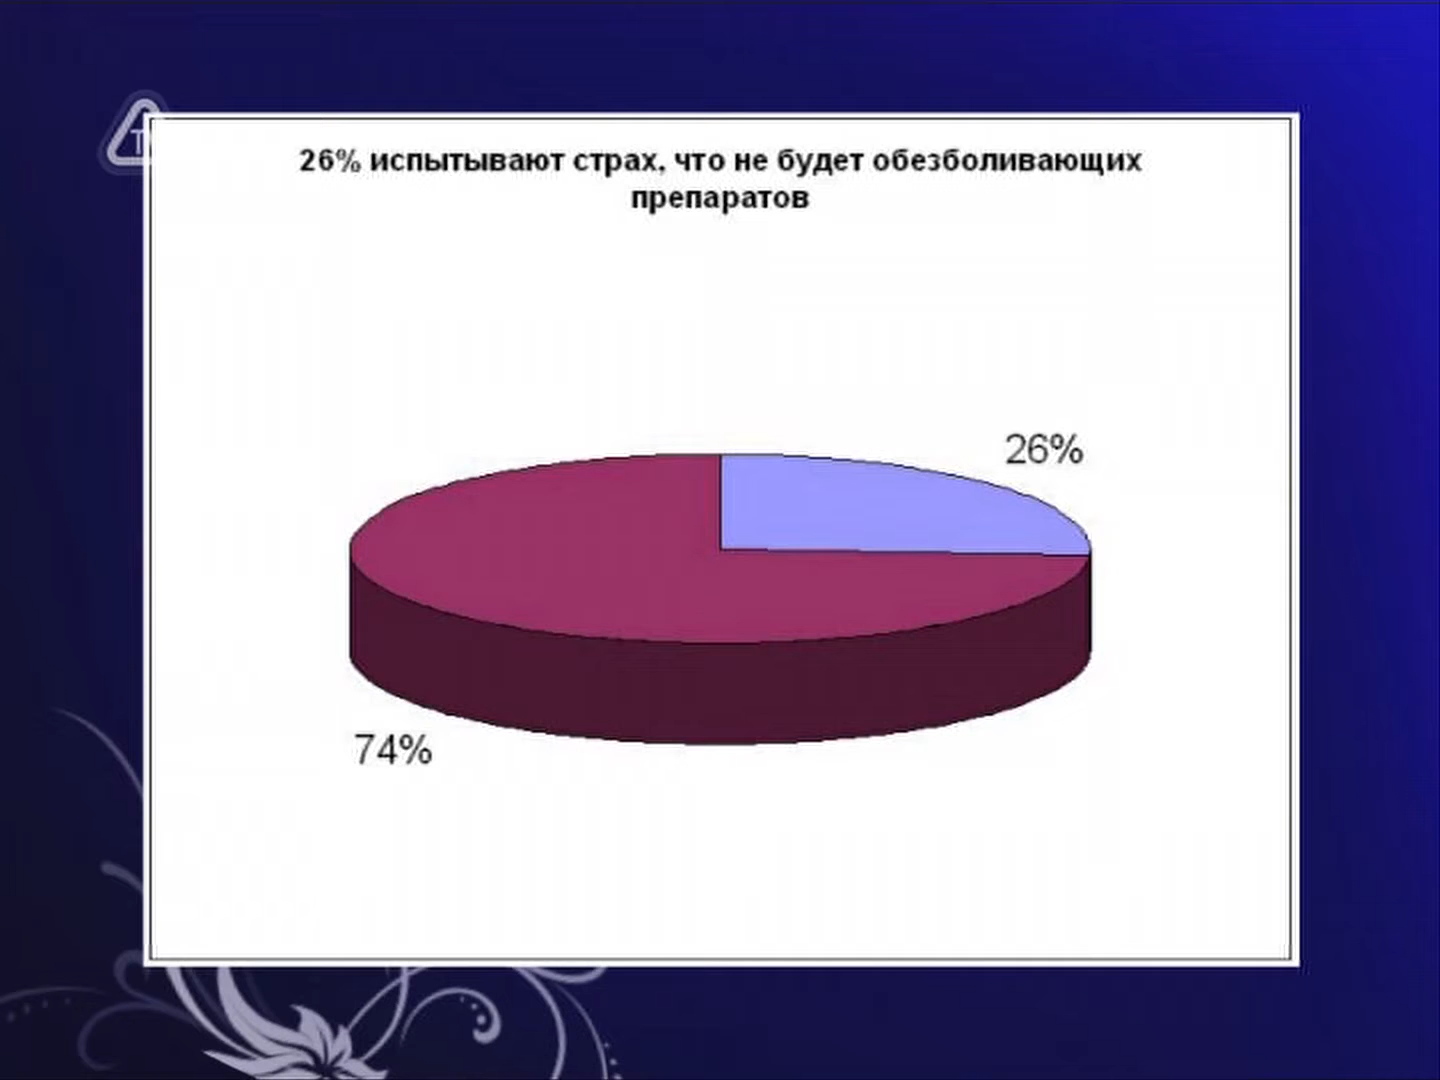 26% испытывают страх, что не будет обезболивающих
препаратов
26%
74%